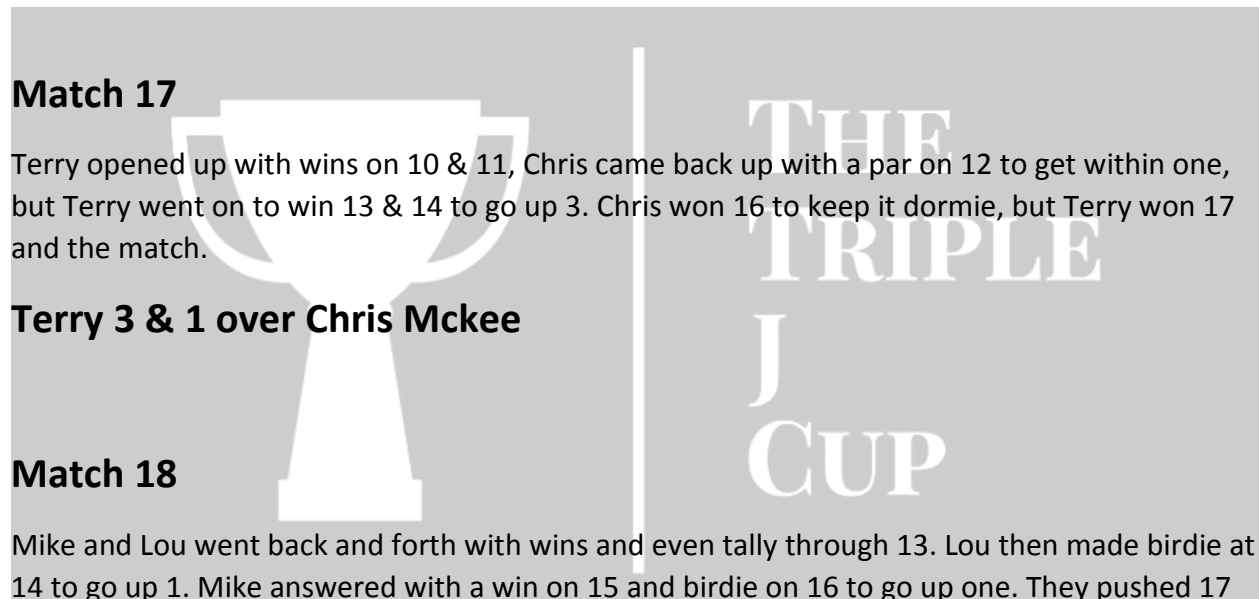 Match 17
Terry opened up with wins on 10 & 11, Chris came back up with a par on 12 to get within one,
but Terry went on to win 13 & 14 to go up 3. Chris won 16 to keep it dormie, but Terry won 17
and the match.
Terry 3 & 1 over Chris Mckee
Match 18
Mike and Lou went back and forth with wins and even tally through 13. Lou then made birdie at
14 to go up 1. Mike answered with a win on 15 and birdie on 16 to go up one. They pushed 17
THE
TRIPLE
J
CUP